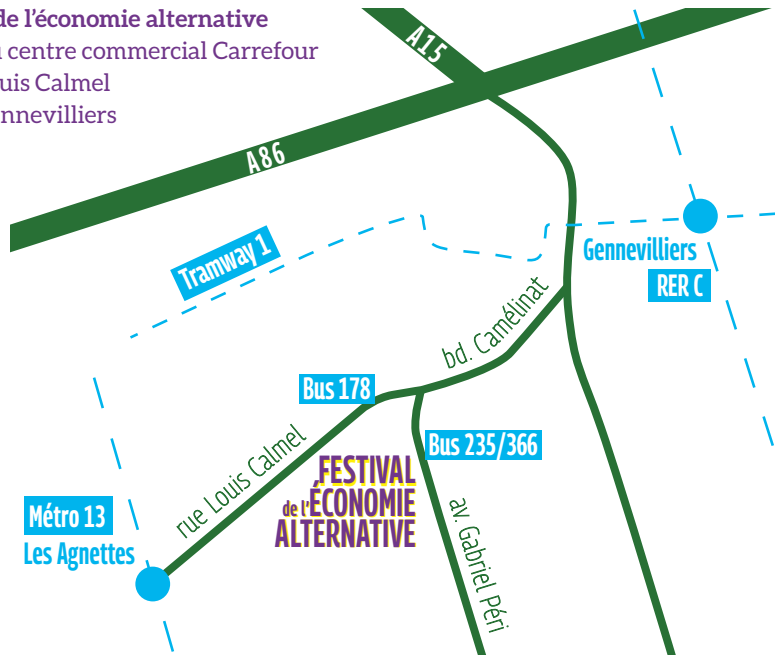 de l’économie alternative
u centre commercial Carrefour
uis Calmel
ennevilliers
A15
A86
Tramway 1
Gennevilliers
RER C
bd. Camélinat
Bus 178
Bus 235/366
rue Louis Calmel
FESTIVAL
de l’ÉCONOMIE
ALTERNATIVE
av. Gabriel Péri
Métro 13
Les Agnettes